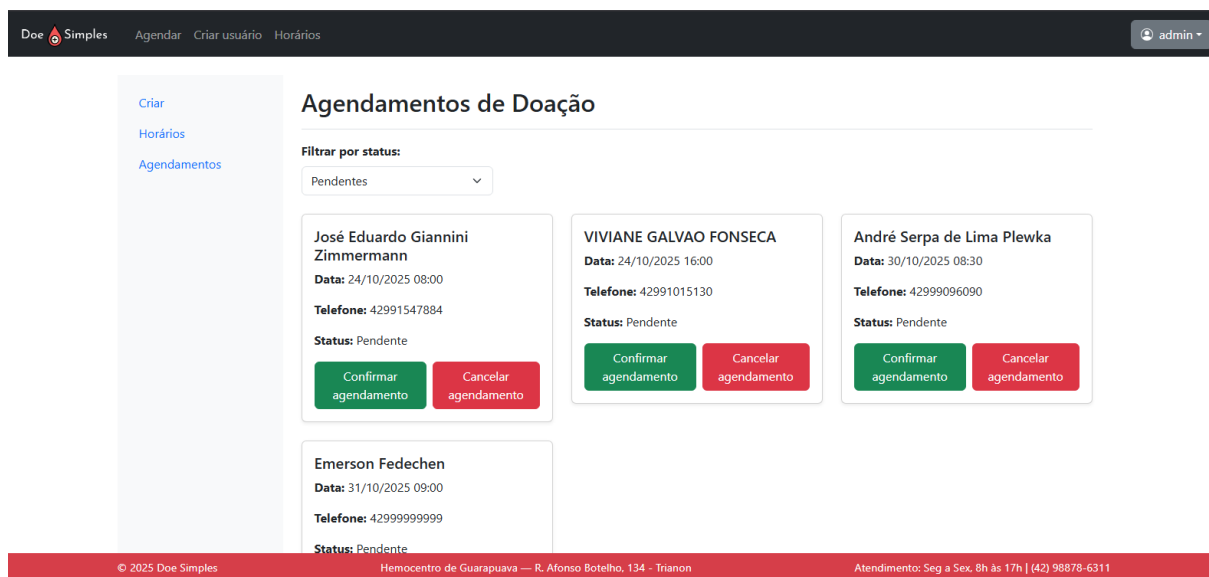 Doe Simples Agendar Criar usuário Horários admin
Criar
Horários
Agendamentos
Agendamentos de Doação
Filtrar por status:
Pendentes
José Eduardo Giannini
Zimmermann
Data: 24/10/2025 08:00
Telefone: 42991547884
Status: Pendente
Confirmar
agendamento
Cancelar
agendamento
VIVIANE GALVAO FONSECA
Data: 24/10/2025 16:00
Telefone: 42991015130
Status: Pendente
Confirmar
agendamento
Cancelar
agendamento
André Serpa de Lima Plewka
Data: 30/10/2025 08:30
Telefone: 42999096090
Status: Pendente
Confirmar
agendamento
Cancelar
agendamento
Emerson Fedechen
Data: 31/10/2025 09:00
Telefone: 42999999999
Status: Pendente
© 2025 Doe Simples Hemocentro de Guarapuava — R. Afonso Botelho, 134 - Trianon Atendimento: Seg a Sex, 8h às 17h | (42) 98878-6311